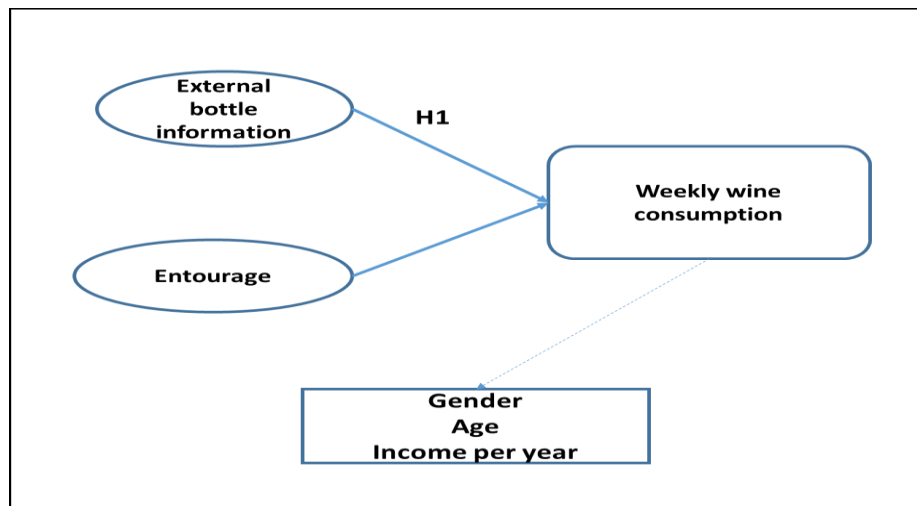 External
bottle
information
H1
Weekly wine
consumption
Entourage
Gender
Age
Income per year